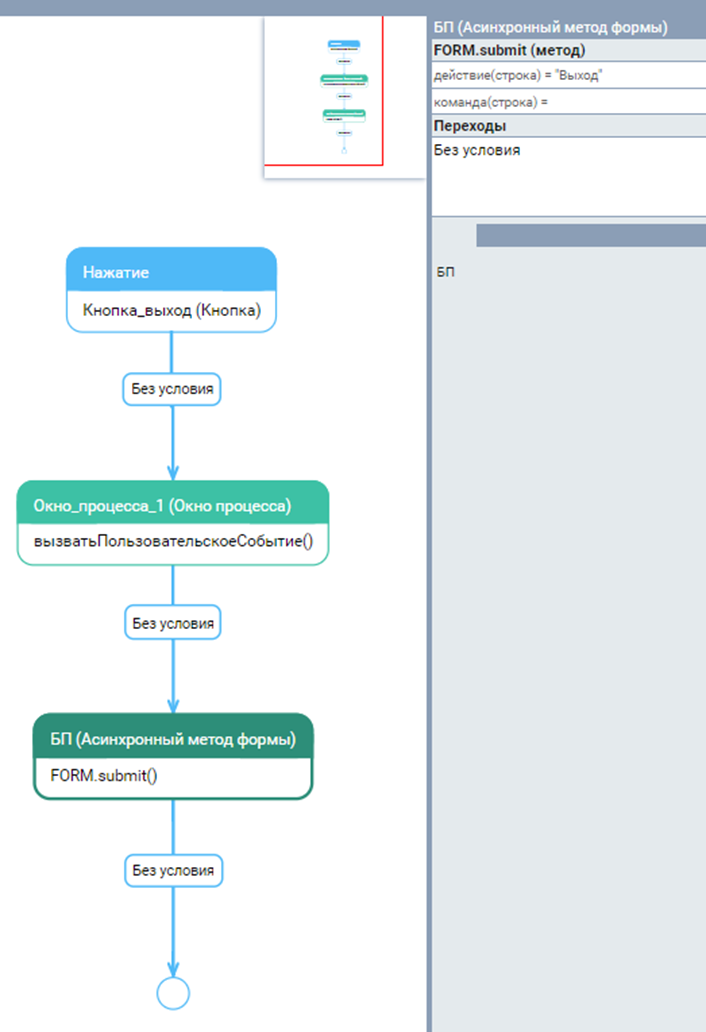 Нажатие
Кнопка_выход (Кнопка)
Без условия
Окно_процесса_1 (Окно процесса)
вызватьПользовательскоеСобытие()
Без условия
БП (Асинхронный метод формы)
FORM.submit()
Без условия
БП (Асинхронный метод формы)
FORM.submit (метод)
действие(строка) = "Выход"
команда(строка) =
Переходы
Без условия
БП